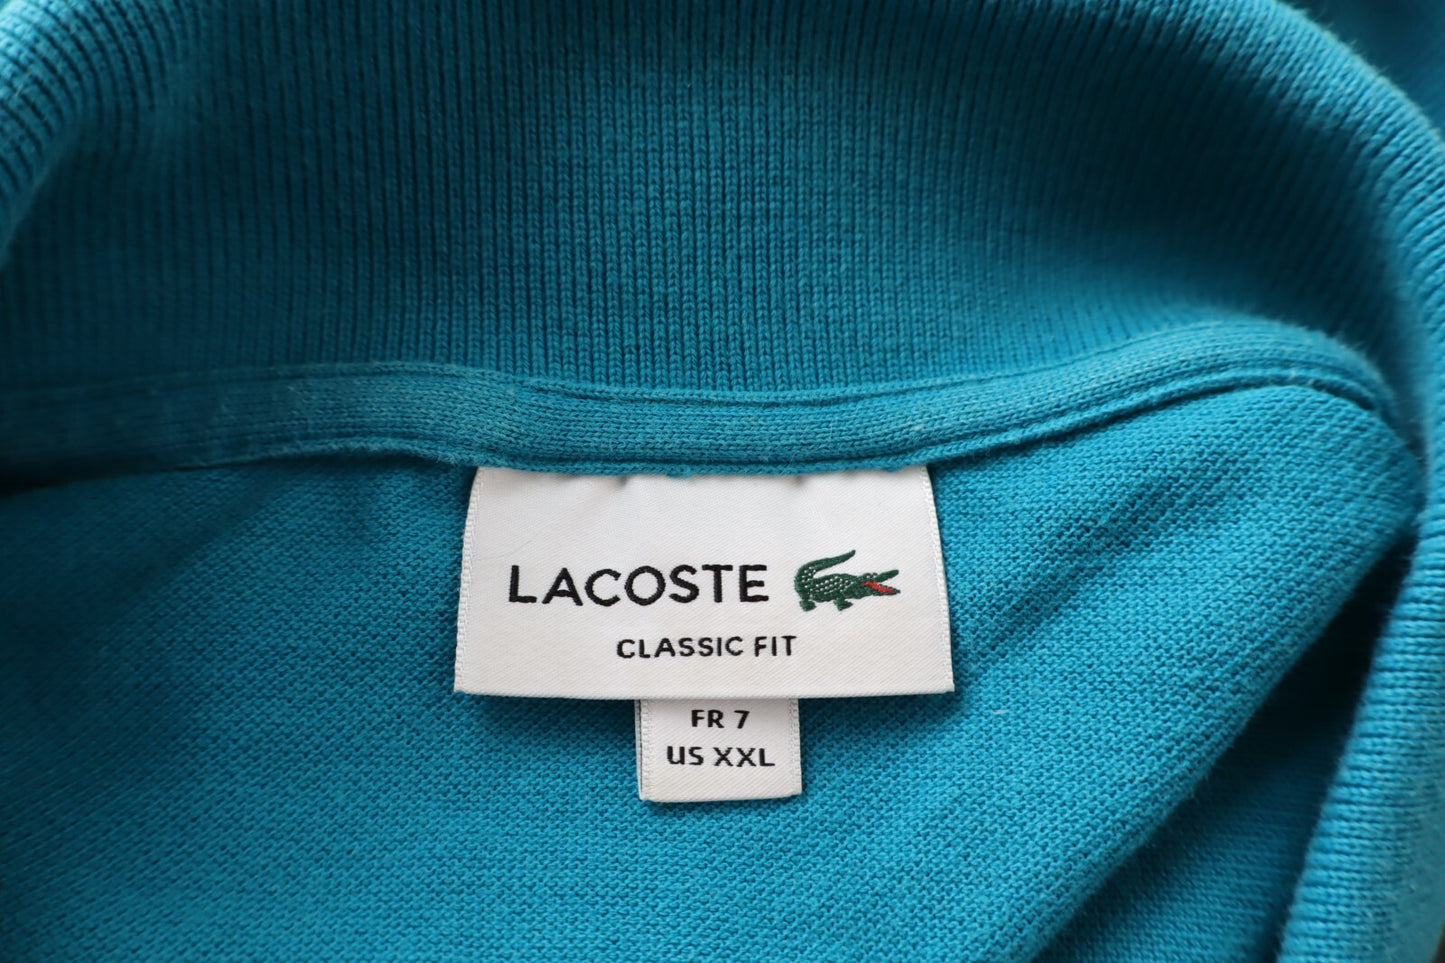 LACOSTE
CLASSIC FIT
FR 7
US XXL